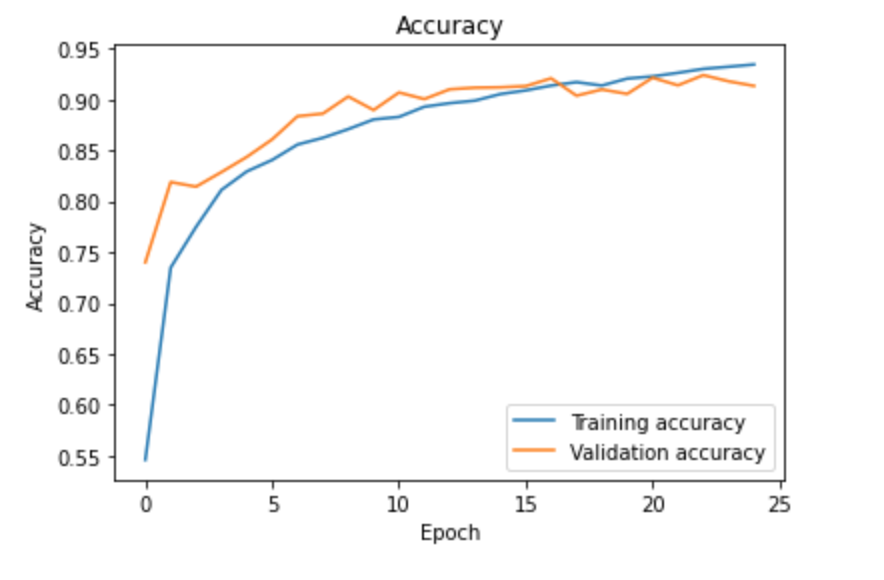 Accuracy
0.95
0.90
0.85
0.80
0.75
0.70
0.65
0.60
0.55
Accuracy
Training accuracy
Validation accuracy
0 5 10 15 20 25
Epoch